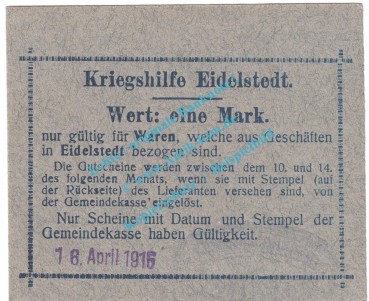 Kriegshilfe Eidelstedt.
Wert: eine Mark.
nur gültig für Waren, welche aus Geschäften
in Eidelstedt bezogen sind.
Die Gutscheine werden zwischen dem 10. und 14.
des folgenden Monats, wenn sie mit Stempel (auf
der Rückseite) des Lieferanten versehen sind, von
der Gemeindekasse eingelöst.
Nur Scheine mit Datum und Stempel der
Gemeindekasse haben Gültigkeit.
April 1916